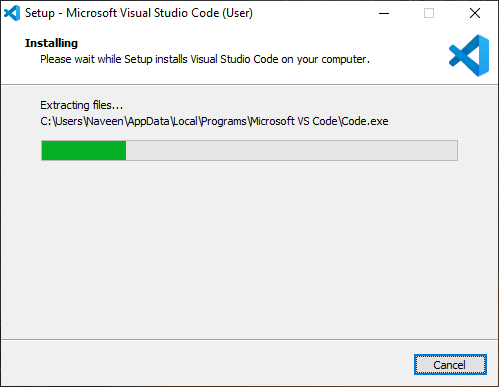 Setup - Microsoft Visual Studio Code (User)
Installing
Please wait while Setup installs Visual Studio Code on your computer.
Extracting files...
C:\Users\Naveen\AppData\Local\Programs\Microsoft VS Code\Code.exe
Cancel